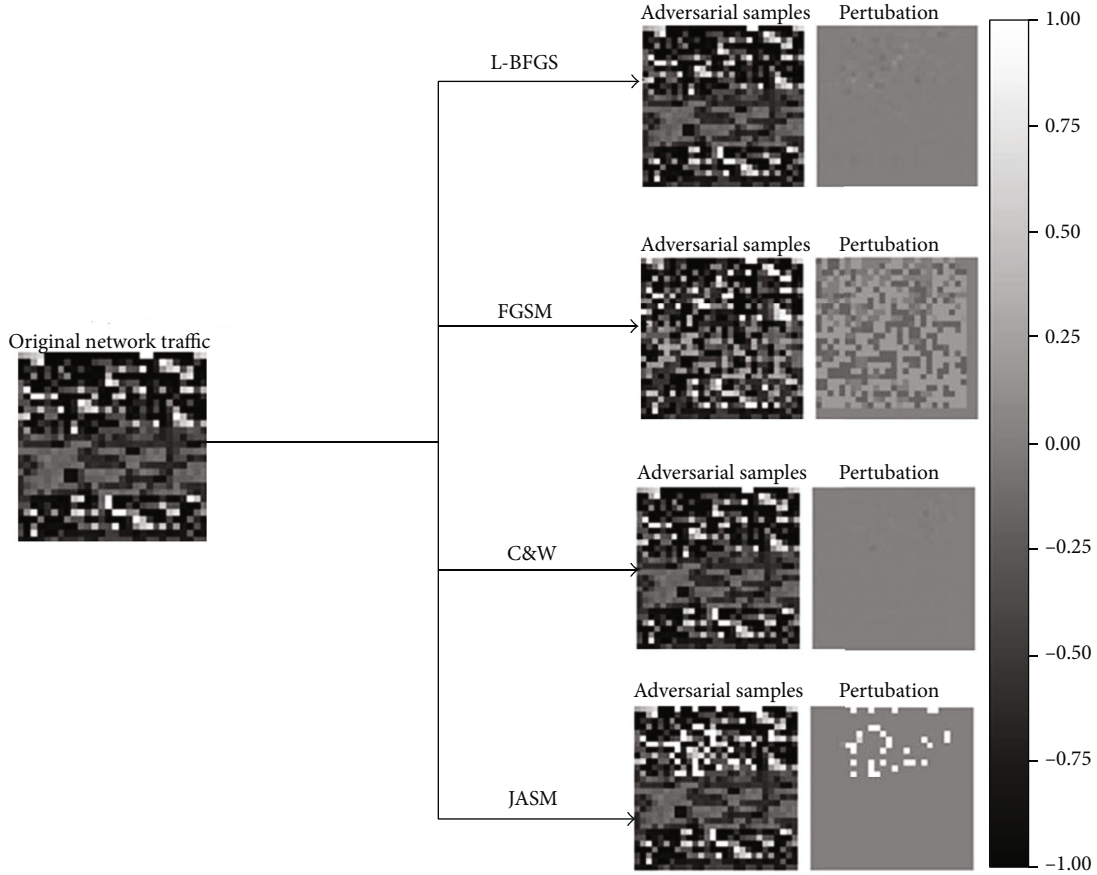 Adversarial samples Pertubation
L-BFGS
Adversarial samples Pertubation
FGSM
Original network traffic
Adversarial samples Pertubation
C&W
Adversarial samples Pertubation
JASM
1.00
0.75
0.50
0.25
0.00
–0.25
–0.50
–0.75
–1.00